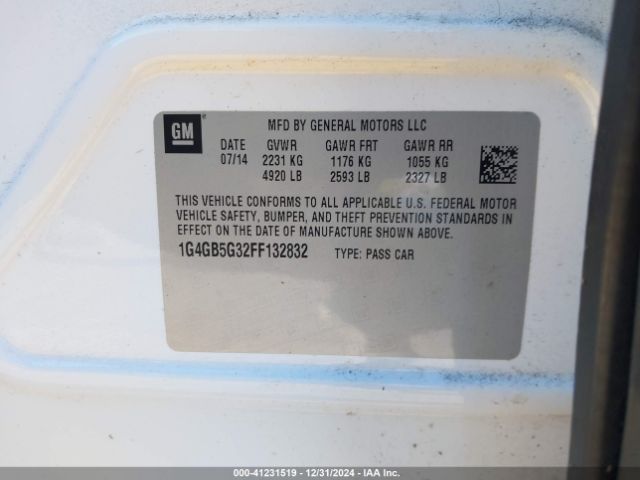 GM
MFD BY GENERAL MOTORS LLC
DATE GVWR GAWR FRT GAWR RR
07/14 2231 KG 1176 KG 1055 KG
4920 LB 2593 LB 2327 LB
THIS VEHICLE CONFORMS TO ALL APPLICABLE U.S. FEDERAL MOTOR
VEHICLE SAFETY, BUMPER, AND THEFT PREVENTION STANDARDS IN
EFFECT ON THE DATE OF MANUFACTURE SHOWN ABOVE.
1G4GB5G32FF132832 TYPE: PASS CAR
000-41231519 - 12/31/2024 - IAA Inc.